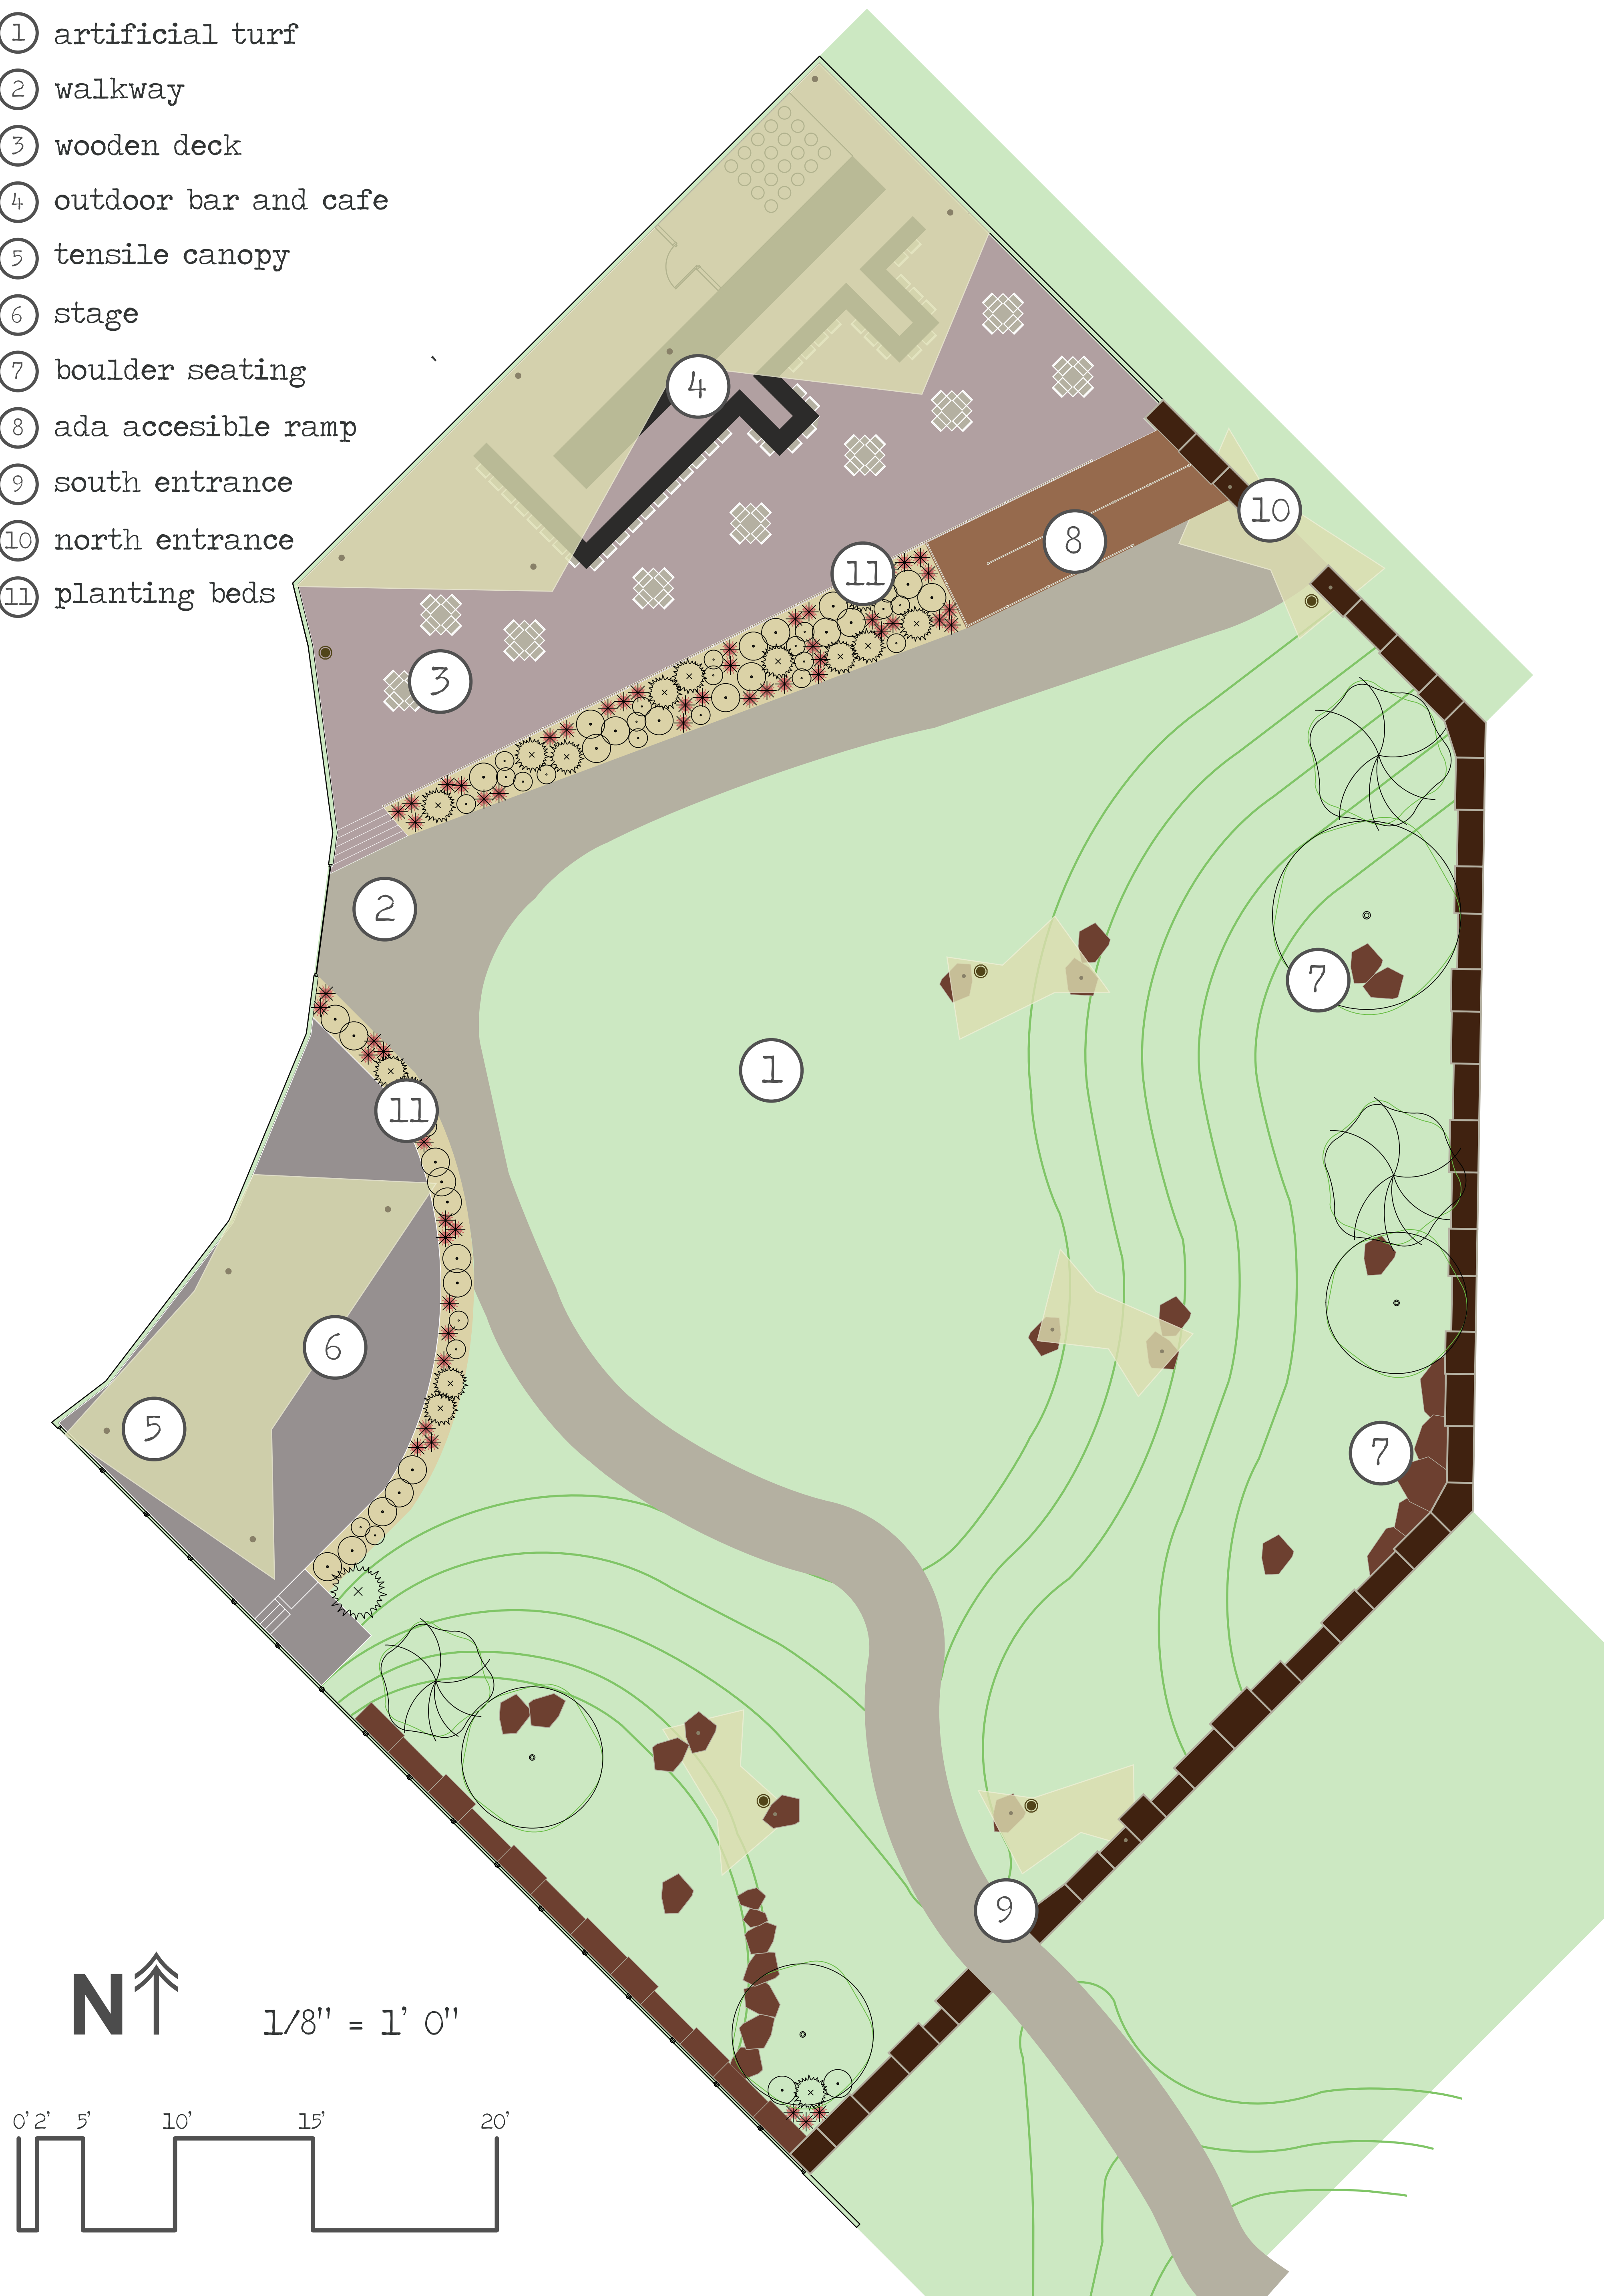 1 artificial turf
2 walkway
3 wooden deck
4 outdoor bar and cafe
5 tensile canopy
6 stage
7 boulder seating
8 ada accesible ramp
9 south entrance
10 north entrance
11 planting beds
4
10
8
11
3
2
7
1
11
6
5
7
9
N
1/8" = 1' 0"
0' 2' 5' 10' 15' 20'